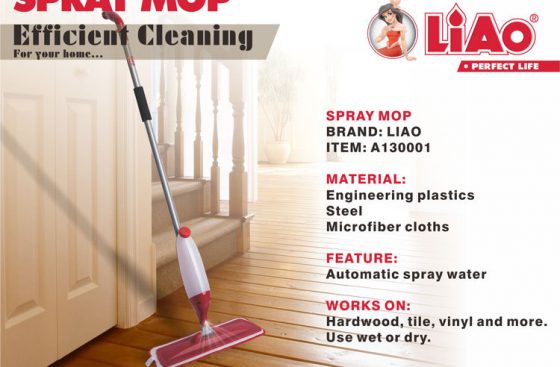 SPRAY MOP
Efficient Cleaning
For your home...
LiAo®
• PERFECT LIFE
SPRAY MOP
BRAND: LIAO
ITEM: A130001
MATERIAL:
Engineering plastics
Steel
Microfiber cloths
FEATURE:
Automatic spray water
WORKS ON:
Hardwood, tile, vinyl and more.
Use wet or dry.